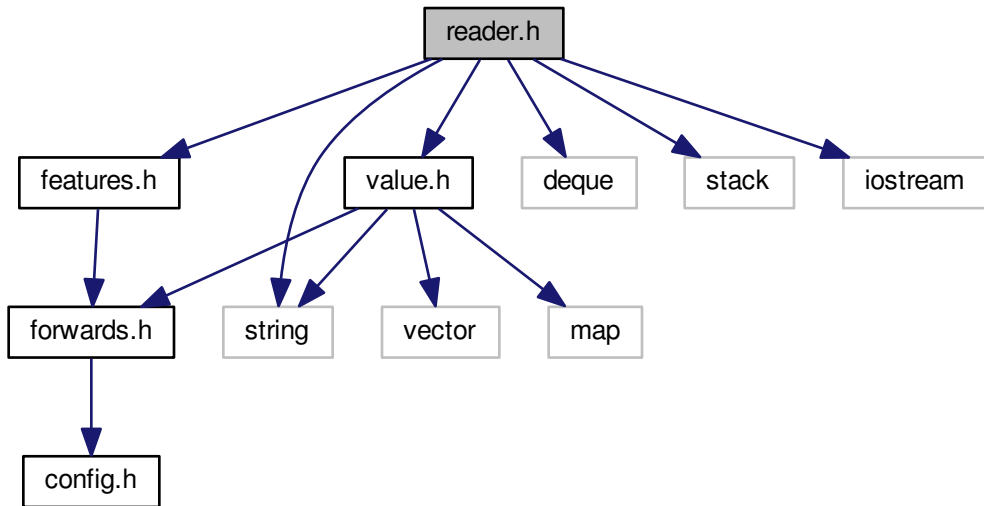 reader.h
features.h
value.h
deque
stack
iostream
forwards.h
string
vector
map
config.h